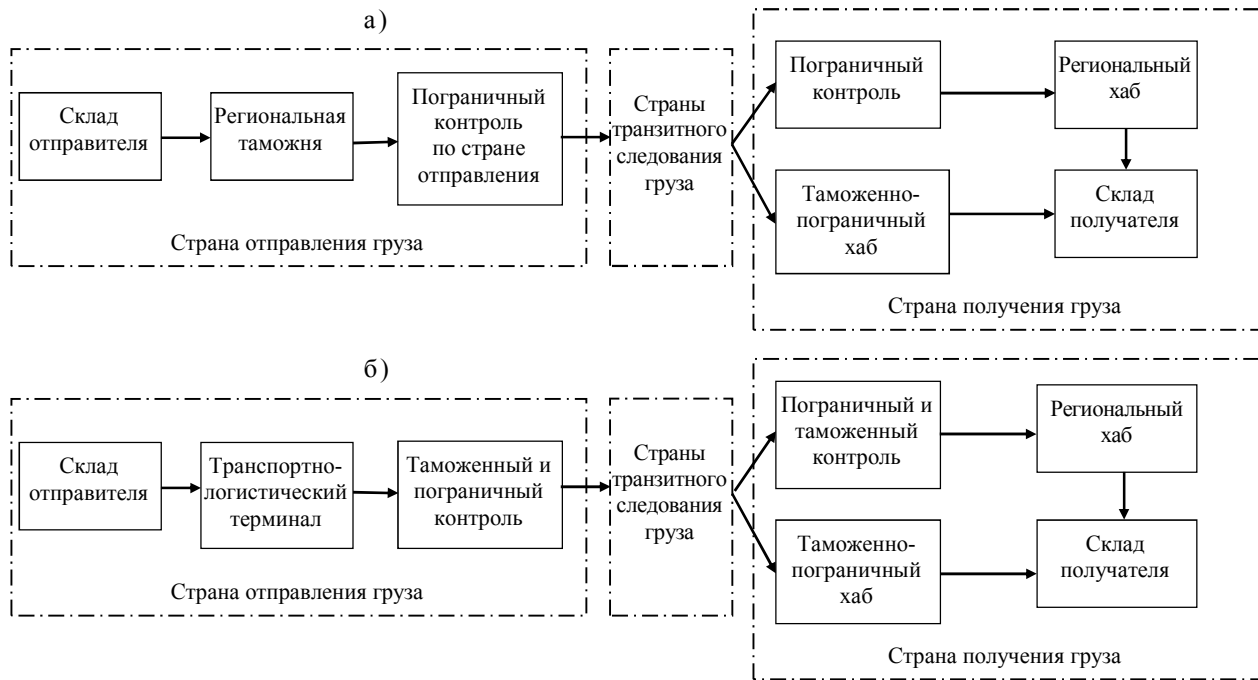 а)
Склад
отправителя
Региональная
таможня
Пограничный
контроль
по стране
отправления
Страна отправления груза
Страны
транзитного
следования
груза
Пограничный
контроль
Региональный
хаб
Таможенно-
пограничный
хаб
Склад
получателя
Страна получения груза
б)
Склад
отправителя
Транспортно-
логистический
терминал
Таможенный и
пограничный
контроль
Страна отправления груза
Страны
транзитного
следования
груза
Пограничный и
таможенный
контроль
Региональный
хаб
Таможенно-
пограничный
хаб
Склад
получателя
Страна получения груза